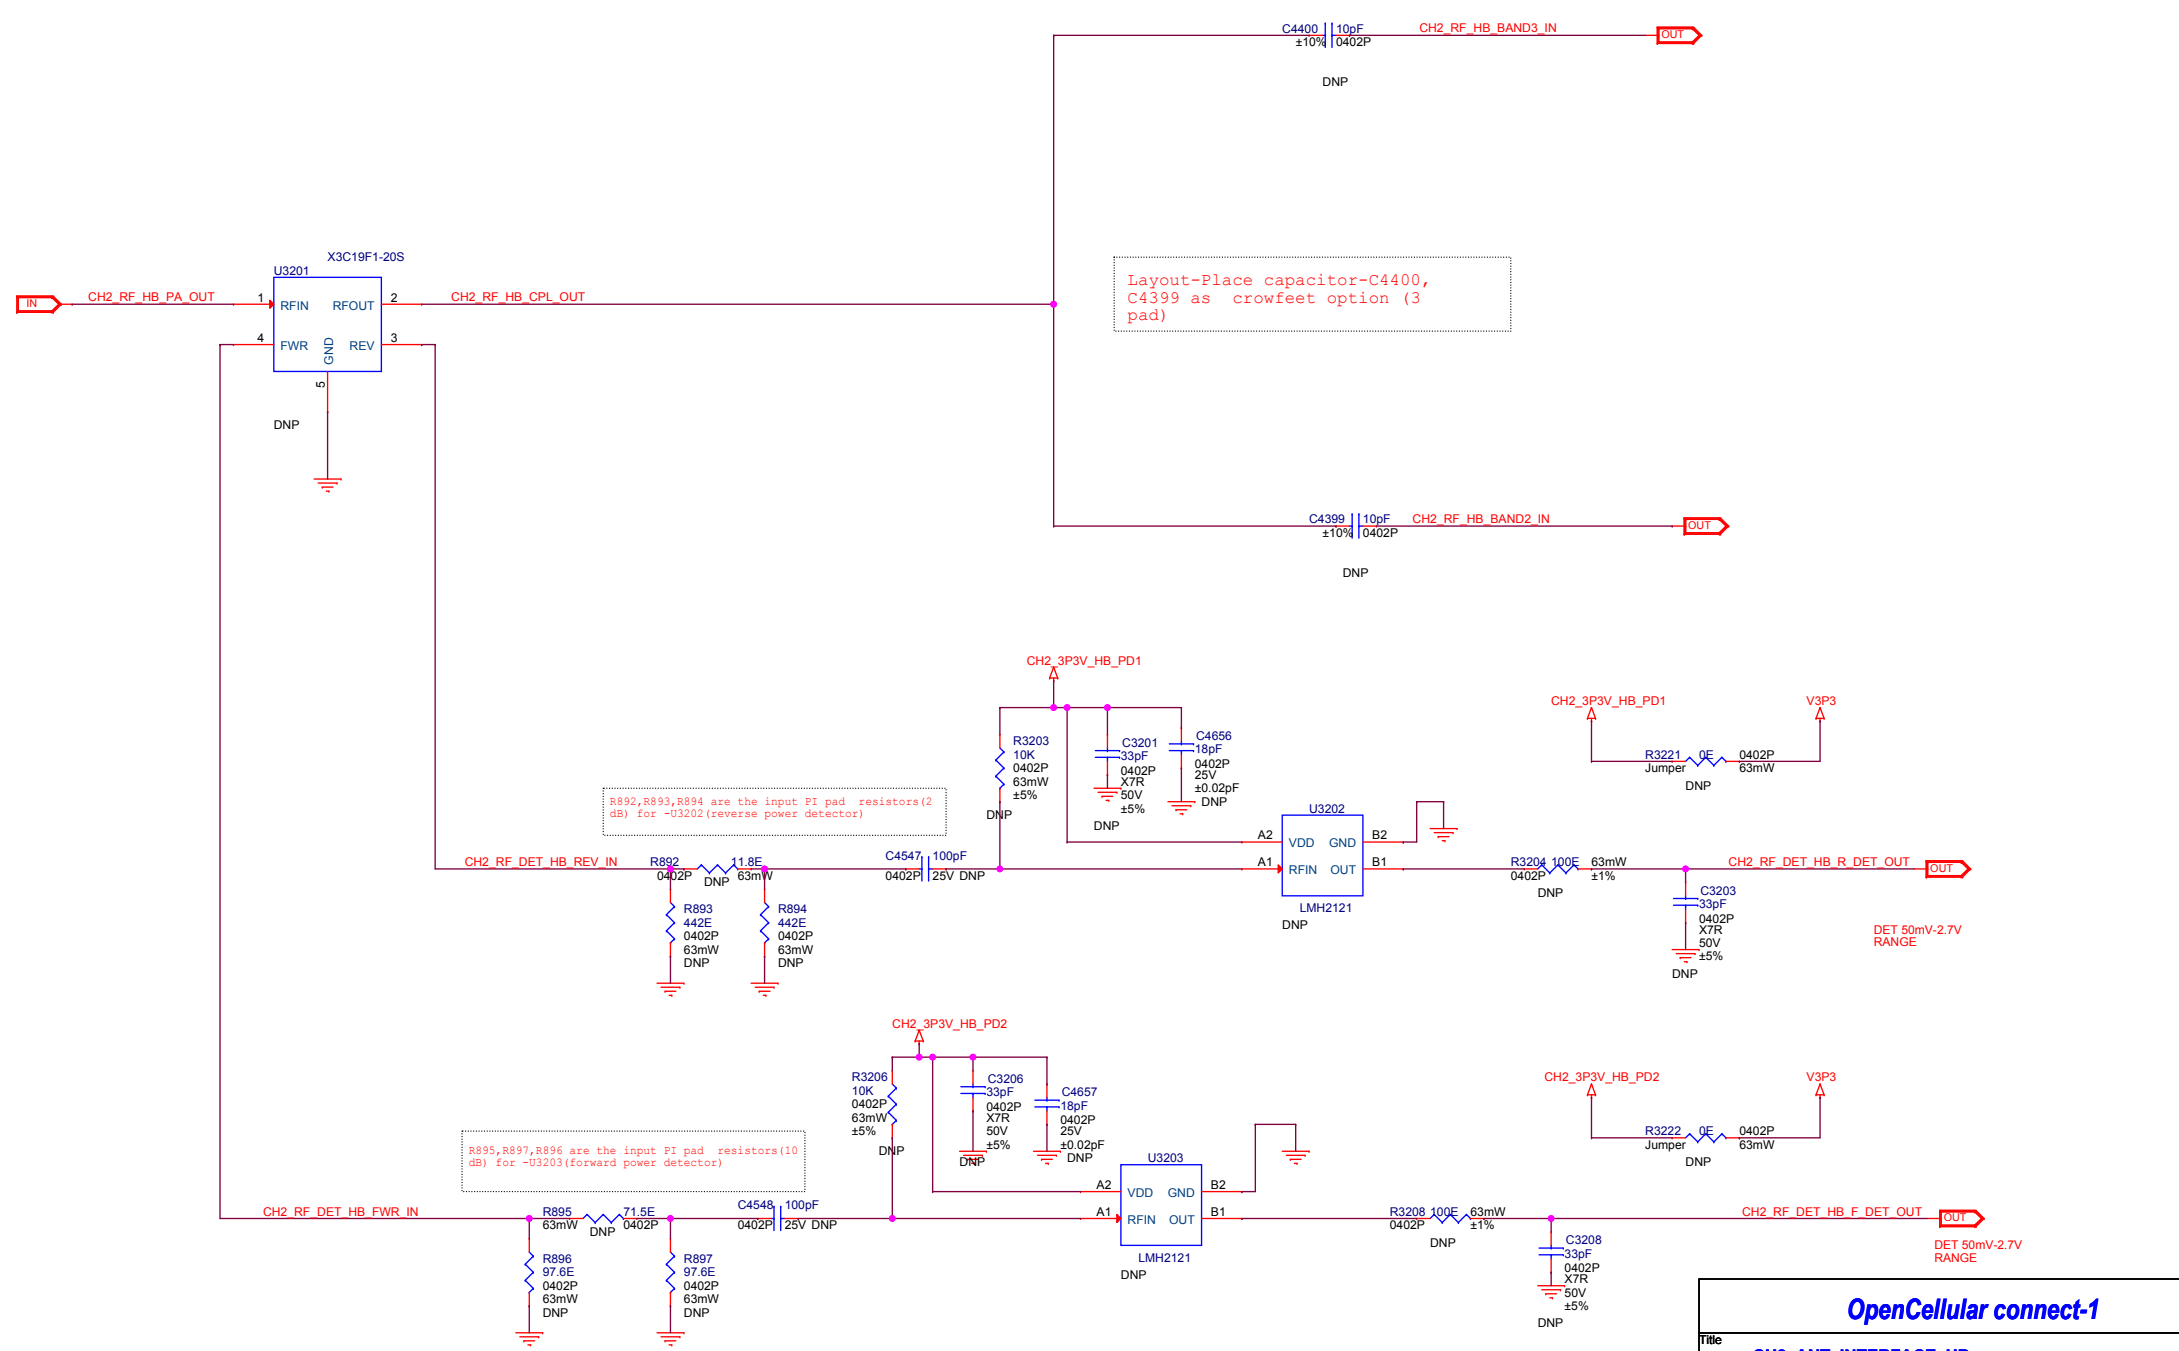 C4400 10pF CH2_RF_HB_BAND3_IN OUT
±10% 0402P
DNP
X3C19F1-20S
U3201
IN CH2_RF_HB_PA_OUT 1 RFIN RFOUT 2 CH2_RF_HB_CPL_OUT
4 FWR GND REV 3
5
DNP
Layout-Place capacitor-C4400,
C4399 as crowfeet option (3
pad)
C4399 10pF CH2_RF_HB_BAND2_IN OUT
±10% 0402P
DNP
CH2_3P3V_HB_PD1
R3203
10K
0402P
63mW
±5%
DNP
C3201
33pF
0402P
X7R
50V
±5%
DNP
C4656
18pF
0402P
25V
±0.02pF
DNP
CH2_3P3V_HB_PD1 V3P3
R3221 0E 0402P
Jumper 63mW
DNP
R892,R893,R894 are the input PI pad resistors(2
dB) for -U3202(reverse power detector)
CH2_RF_DET_HB_REV_IN R892 11.8E
0402P DNP 63mW
C4547 100pF
0402P 25V DNP
R893
442E
0402P
63mW
DNP
R894
442E
0402P
63mW
DNP
U3202
A2 VDD GND B2
A1 RFIN OUT B1
LMH2121
DNP
R3204 100E 63mW
0402P ±1%
DNP
CH2_RF_DET_HB_R_DET_OUT OUT
C3203
33pF
0402P
X7R
50V
±5%
DNP
DET 50mV-2.7V
RANGE
CH2_3P3V_HB_PD2
R3206
10K
0402P
63mW
±5%
DNP
C3206
33pF
0402P
X7R
50V
±5%
DNP
C4657
18pF
0402P
25V
±0.02pF
DNP
CH2_3P3V_HB_PD2 V3P3
R3222 0E 0402P
Jumper 63mW
DNP
R895,R897,R896 are the input PI pad resistors(10
dB) for -U3203(forward power detector)
CH2_RF_DET_HB_FWR_IN R895 71.5E
63mW DNP 0402P
C4548 100pF
0402P 25V DNP
R896
97.6E
0402P
63mW
DNP
R897
97.6E
0402P
63mW
DNP
U3203
A2 VDD GND B2
A1 RFIN OUT B1
LMH2121
DNP
R3208 100E 63mW
0402P ±1%
DNP
CH2_RF_DET_HB_F_DET_OUT OUT
C3208
33pF
0402P
X7R
50V
±5%
DNP
DET 50mV-2.7V
RANGE
OpenCellular connect-1
Title